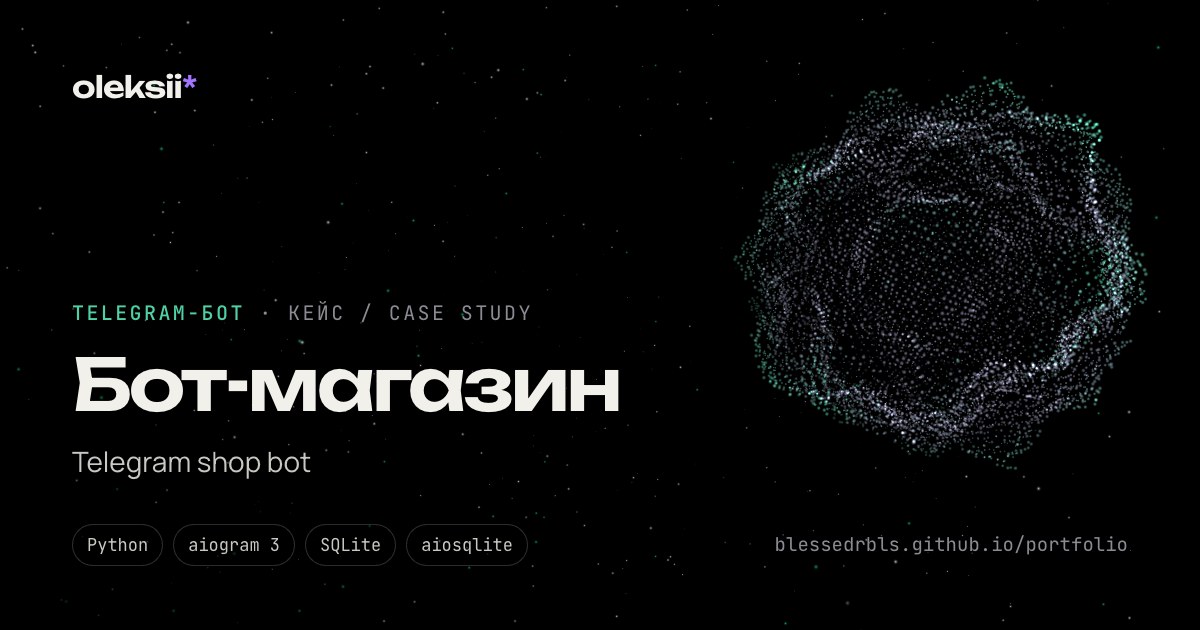 oleksii*
TELEGRAM-БОТ · КЕЙС / CASE STUDY
Бот-магазин
Telegram shop bot
Python aiogram 3 SQLite aiosqlite
blessedrbls.github.io/portfolio